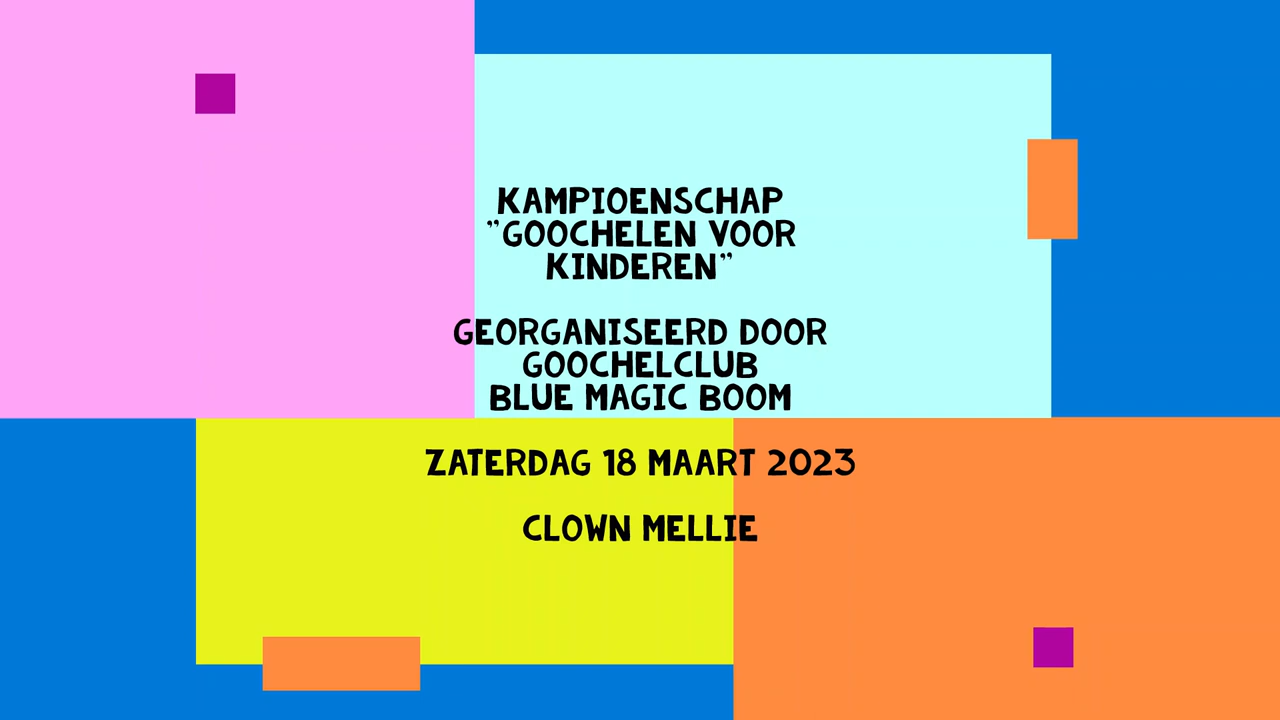 KAMPIOENSCHAP
"GOOCHELEN VOOR
KINDEREN"
GEORGANISEERD DOOR
GOOCHELCLUB
BLUE MAGIC BOOM
ZATERDAG 18 MAART 2023
CLOWN MELLIE